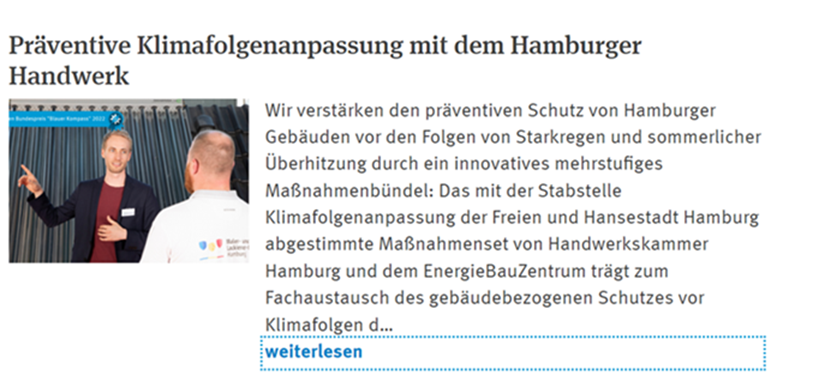 Präventive Klimafolgenanpassung mit dem Hamburger
Handwerk
en Bundespreis "Blauer Kompass" 2022
Wir verstärken den präventiven Schutz von Hamburger
Gebäuden vor den Folgen von Starkregen und sommerlicher
Überhitzung durch ein innovatives mehrstufiges
Maßnahmenbündel: Das mit der Stabstelle
Klimafolgenanpassung der Freien und Hansestadt Hamburg
abgestimmte Maßnahmenset von Handwerkskammer
Hamburg und dem EnergieBauZentrum trägt zum
Fachaustausch des gebäudebezogenen Schutzes vor
Klimafolgen d...
weiterlesen